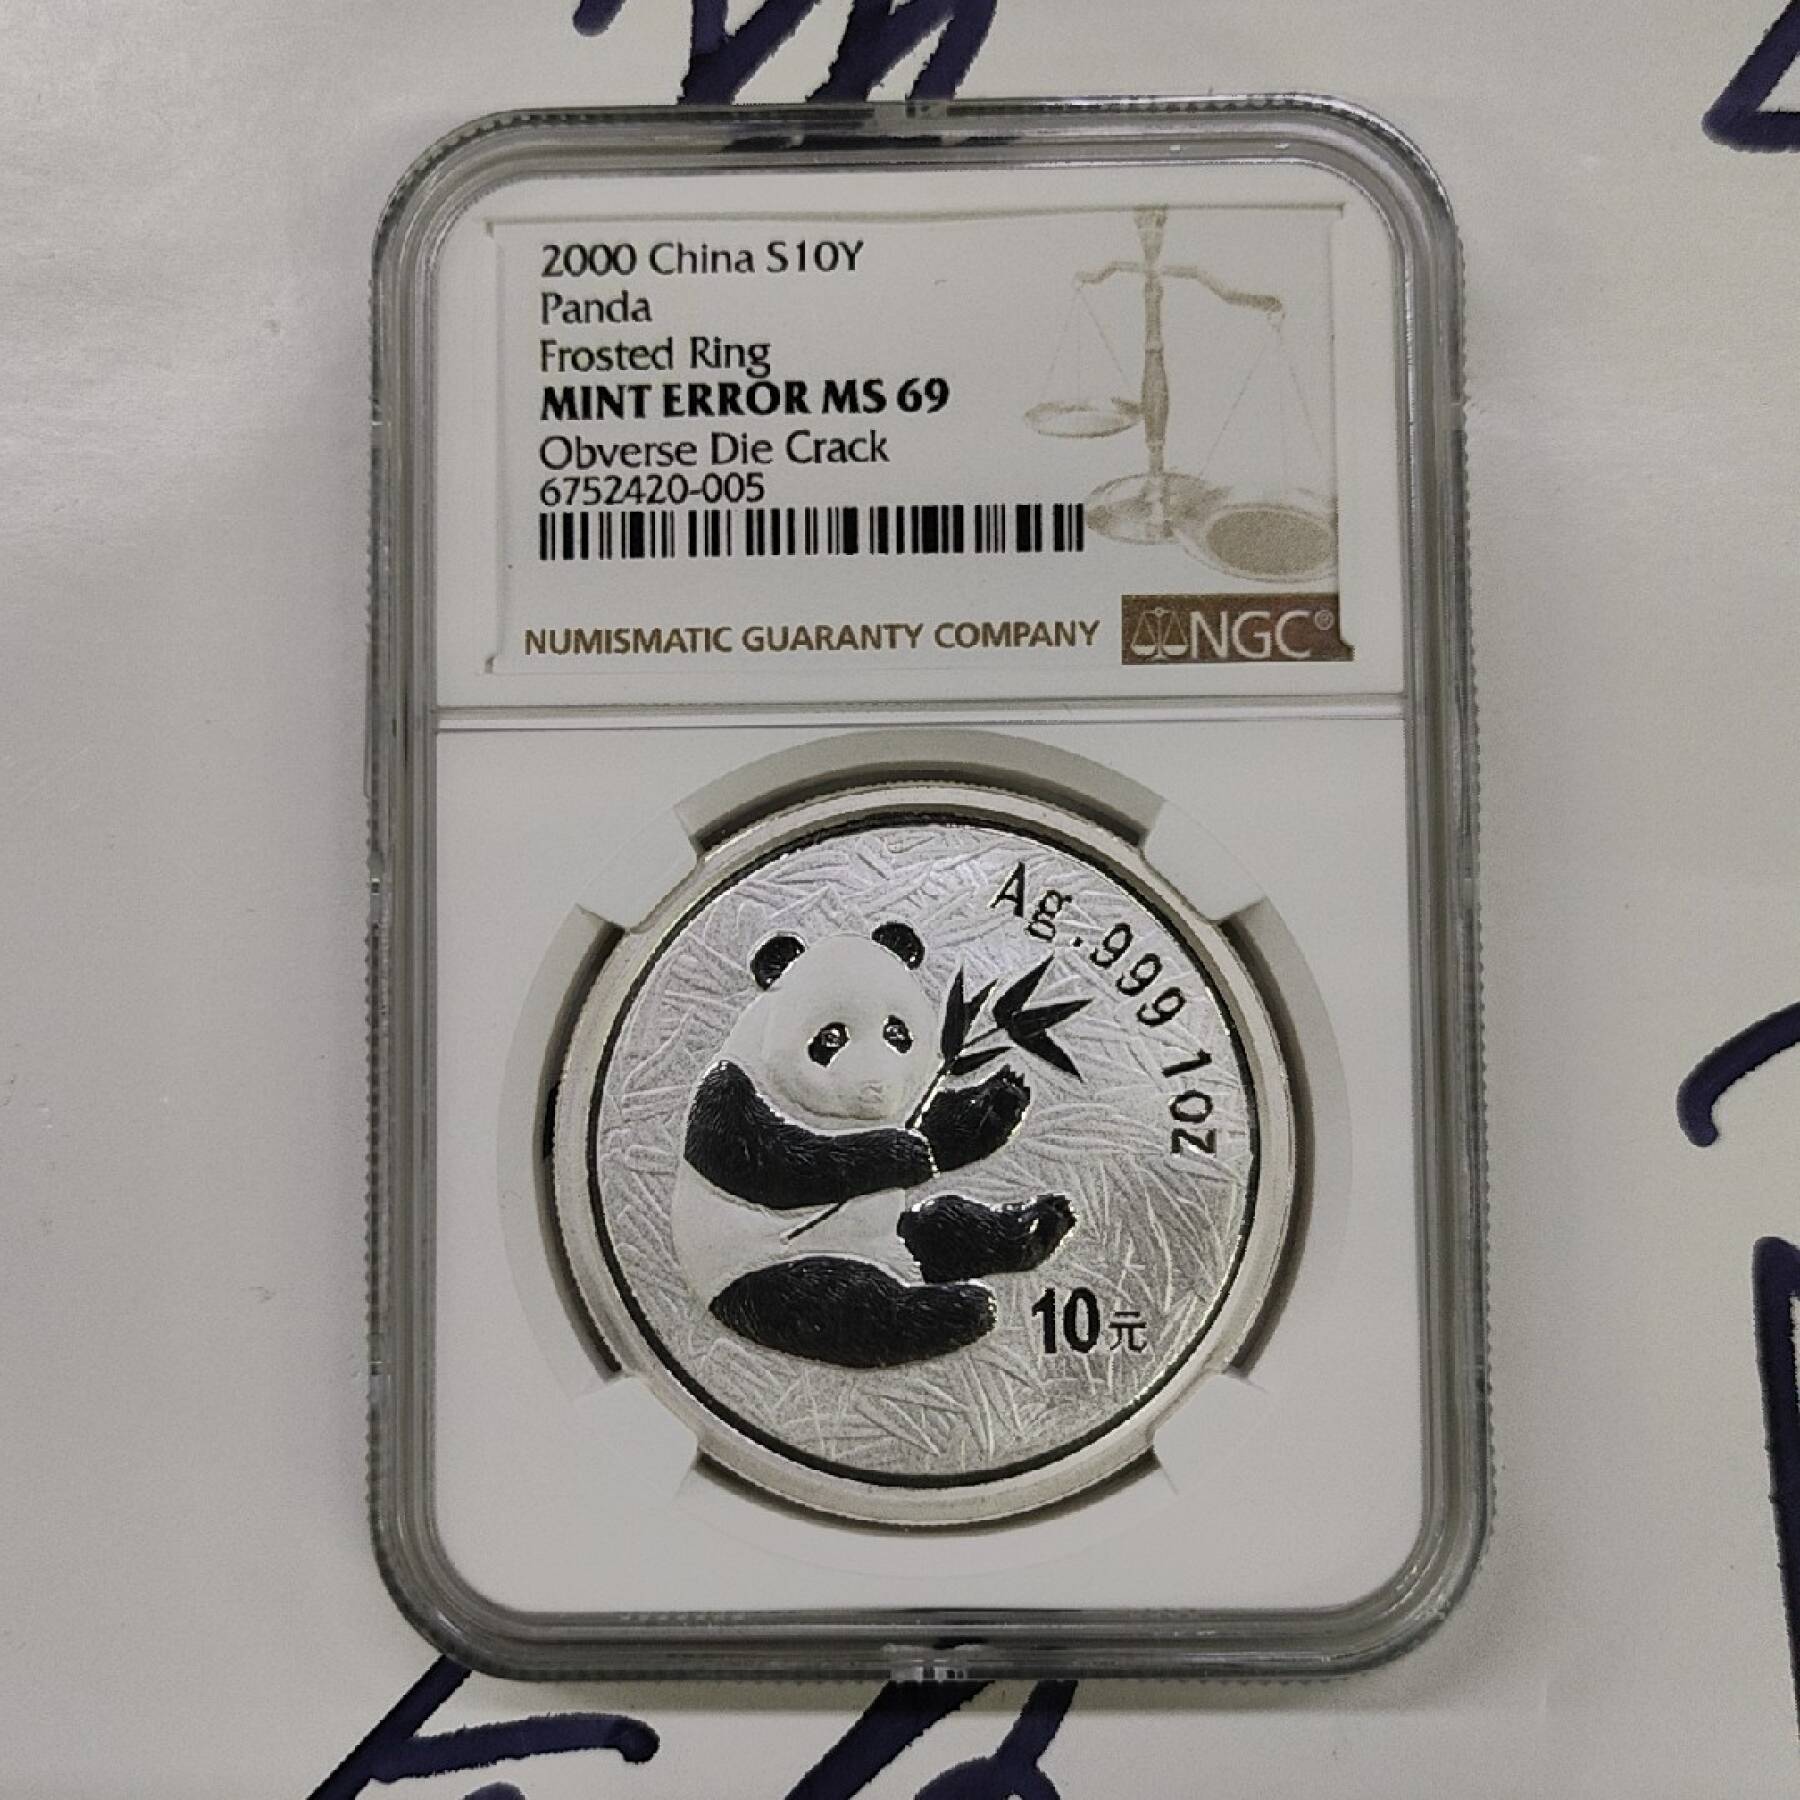 2000 China S10Y
Panda
Frosted Ring
MINT ERROR MS 69
Obverse Die Crack
6752420-005
NUMISMATIC GUARANTY COMPANY NGC®
Ag.999 1oz
10元